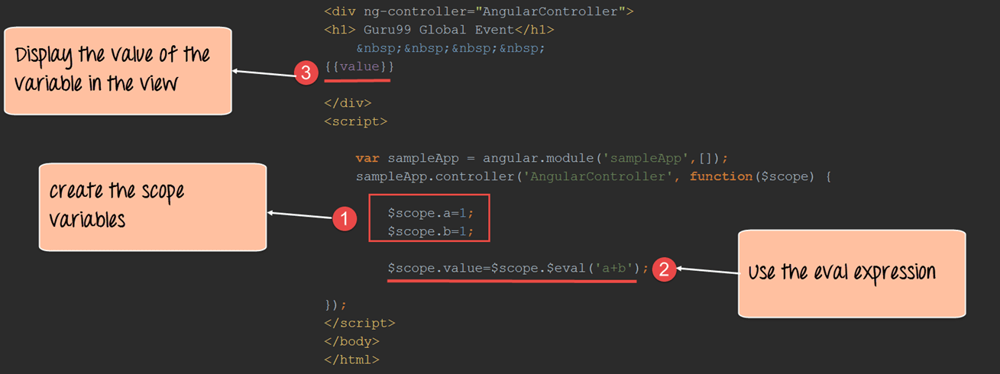 <div ng-controller="AngularController">
<h1> Guru99 Global Event</h1>
&nbsp;&nbsp;&nbsp;&nbsp;
{{value}}
</div>
<script>
var sampleApp = angular.module('sampleApp',[]);
sampleApp.controller('AngularController', function($scope) {
$scope.a=1;
$scope.b=1;
$scope.value=$scope.$eval('a+b');
});
</script>
</body>
</html>
Display the value of the
variable in the view
3
create the scope
variables
1
2
Use the eval expression